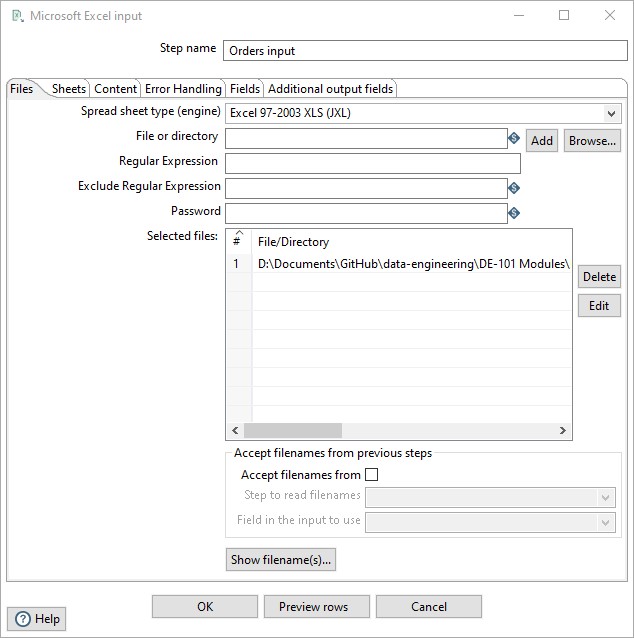 Microsoft Excel input
Step name Orders input
Files Sheets Content Error Handling Fields Additional output fields
Spread sheet type (engine) Excel 97-2003 XLS (JXL)
File or directory Add Browse...
Regular Expression
Exclude Regular Expression
Password
Selected files: # File/Directory
1 D:\Documents\GitHub\data-engineering\DE-101 Modules\
Delete
Edit
Accept filenames from previous steps
Accept filenames from
Step to read filenames
Field in the input to use
Show filename(s)...
Help OK Preview rows Cancel